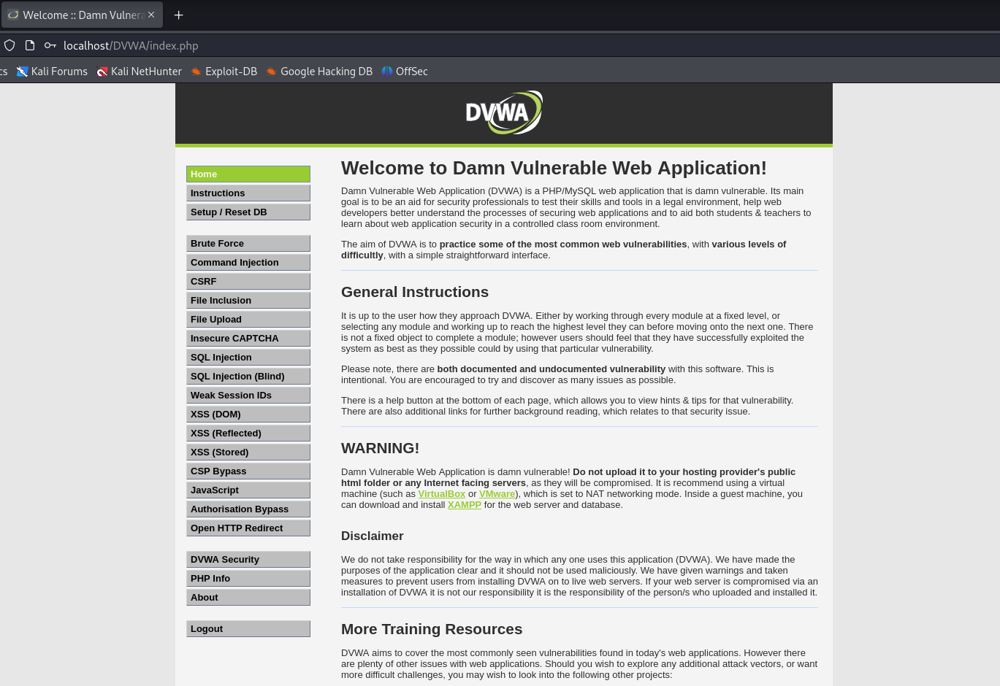 Welcome :: Damn Vulnera
localhost/DVWA/index.php
cs Kali Forums Kali NetHunter Exploit-DB Google Hacking DB OffSec
DVWA
Home
Instructions
Setup / Reset DB
Brute Force
Command Injection
CSRF
File Inclusion
File Upload
Insecure CAPTCHA
SQL Injection
SQL Injection (Blind)
Weak Session IDs
XSS (DOM)
XSS (Reflected)
XSS (Stored)
CSP Bypass
JavaScript
Authorisation Bypass
Open HTTP Redirect
DVWA Security
PHP Info
About
Logout
Welcome to Damn Vulnerable Web Application!
Damn Vulnerable Web Application (DVWA) is a PHP/MySQL web application that is damn vulnerable. Its main
goal is to be an aid for security professionals to test their skills and tools in a legal environment, help web
developers better understand the processes of securing web applications and to aid both students & teachers to
learn about web application security in a controlled class room environment.
The aim of DVWA is to practice some of the most common web vulnerabilities, with various levels of
difficultly, with a simple straightforward interface.
General Instructions
It is up to the user how they approach DVWA. Either by working through every module at a fixed level, or
selecting any module and working up to reach the highest level they can before moving onto the next one. There
is not a fixed object to complete a module; however users should feel that they have successfully exploited the
system as best as they possible could by using that particular vulnerability.
Please note, there are both documented and undocumented vulnerability with this software. This is
intentional. You are encouraged to try and discover as many issues as possible.
There is a help button at the bottom of each page, which allows you to view hints & tips for that vulnerability.
There are also additional links for further background reading, which relates to that security issue.
WARNING!
Damn Vulnerable Web Application is damn vulnerable! Do not upload it to your hosting provider's public
html folder or any Internet facing servers, as they will be compromised. It is recommend using a virtual
machine (such as VirtualBox or VMware), which is set to NAT networking mode. Inside a guest machine, you
can download and install XAMPP for the web server and database.
Disclaimer
We do not take responsibility for the way in which any one uses this application (DVWA). We have made the
purposes of the application clear and it should not be used maliciously. We have given warnings and taken
measures to prevent users from installing DVWA on to live web servers. If your web server is compromised via an
installation of DVWA it is not our responsibility it is the responsibility of the person/s who uploaded and installed it.
More Training Resources
DVWA aims to cover the most commonly seen vulnerabilities found in today's web applications. However there
are plenty of other issues with web applications. Should you wish to explore any additional attack vectors, or want
more difficult challenges, you may wish to look into the following other projects: